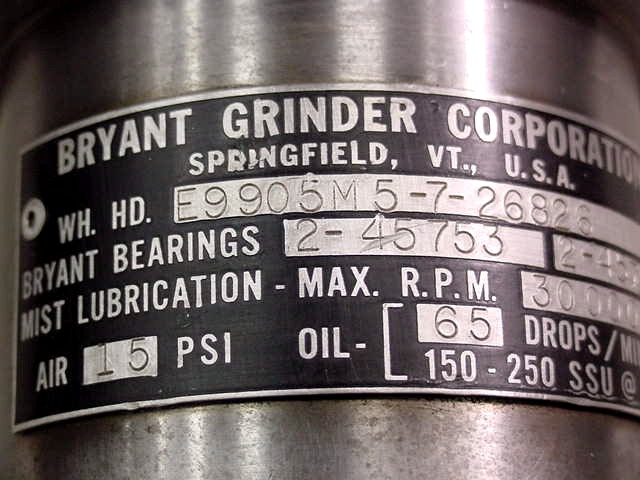 BRYANT GRINDER CORPORATION
SPRINGFIELD, VT., U.S.A.
WH. HD. E9905M5-7-26826
BRYANT BEARINGS 2-45753
MIST LUBRICATION - MAX. R.P.M.
AIR 15 PSI OIL- 65 DROPS/
150 - 250 SSU @